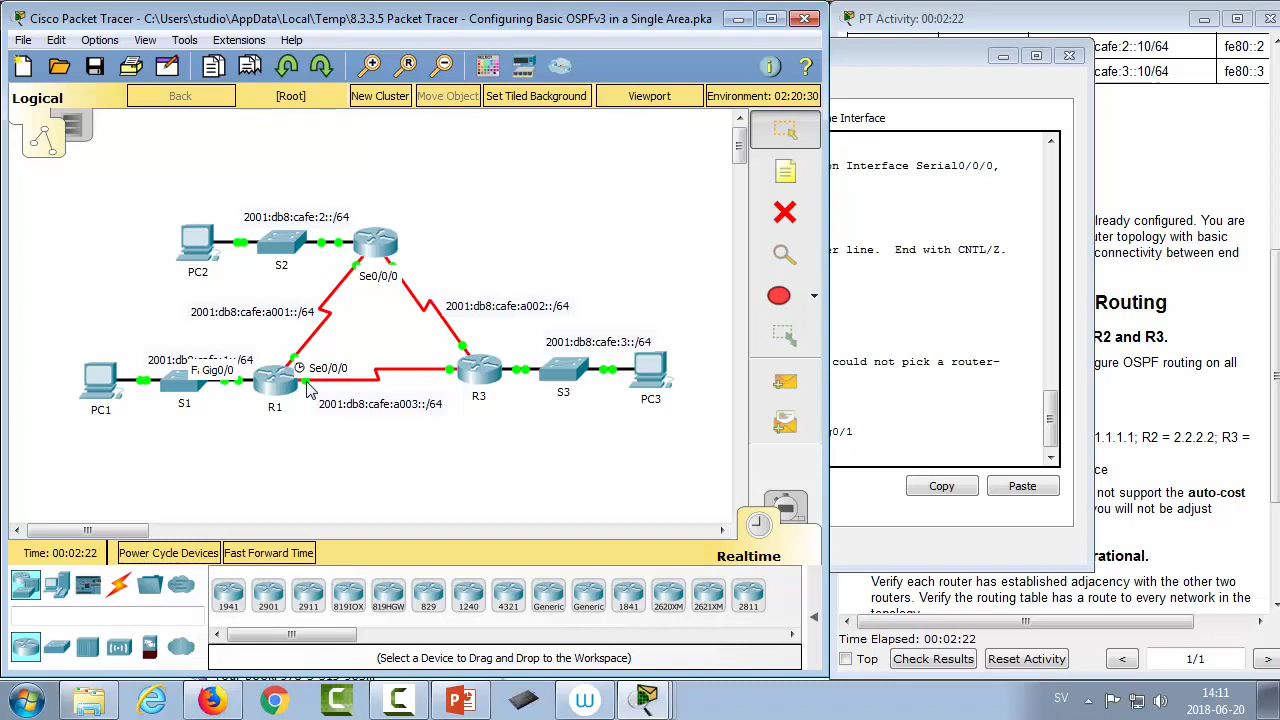 Cisco Packet Tracer - C:\Users\studio\AppData\Local\Temp\8.3.3.5 Packet Tracer - Configuring Basic OSPFv3 in a Single Area.pka
File Edit Options View Tools Extensions Help
Logical
Back
[Root]
New Cluster
Move Object
Set Tiled Background
Viewport
Environment: 02:20:30
2001:db8:cafe:2::/64
PC2
S2
Se0/0/0
2001:db8:cafe:a001::/64
2001:db8:cafe:a002::/64
2001:db8:cafe:3::/64
Gig0/0
Se0/0/0
PC1
S1
R1
2001:db8:cafe:a003::/64
R3
S3
PC3
Time: 00:02:22
Power Cycle Devices
Fast Forward Time
Realtime
1941
2901
2911
819IOX
819HGW
829
1240
4321
Generic
Generic
1841
2620XM
2621XM
2811
(Select a Device to Drag and Drop to the Workspace)
PT Activity: 00:02:22
cafe:2::10/64 fe80::2
cafe:3::10/64 fe80::3
ne Interface
on Interface Serial0/0/0,
er line. End with CNTL/Z.
could not pick a router-
g0/1
Copy
Paste
lready configured. You are
uter topology with basic
connectivity between end
Routing
R2 and R3.
gure OSPF routing on all
1.1.1.1; R2 = 2.2.2.2; R3 =
ce
not support the auto-cost
you will not be adjust
rational.
Verify each router has established adjacency with the other two
routers. Verify the routing table has a route to every network in the
topology.
Time Elapsed: 00:02:22
Top
Check Results
Reset Activity
<
1/1
>
SV
14:11
2018-06-20